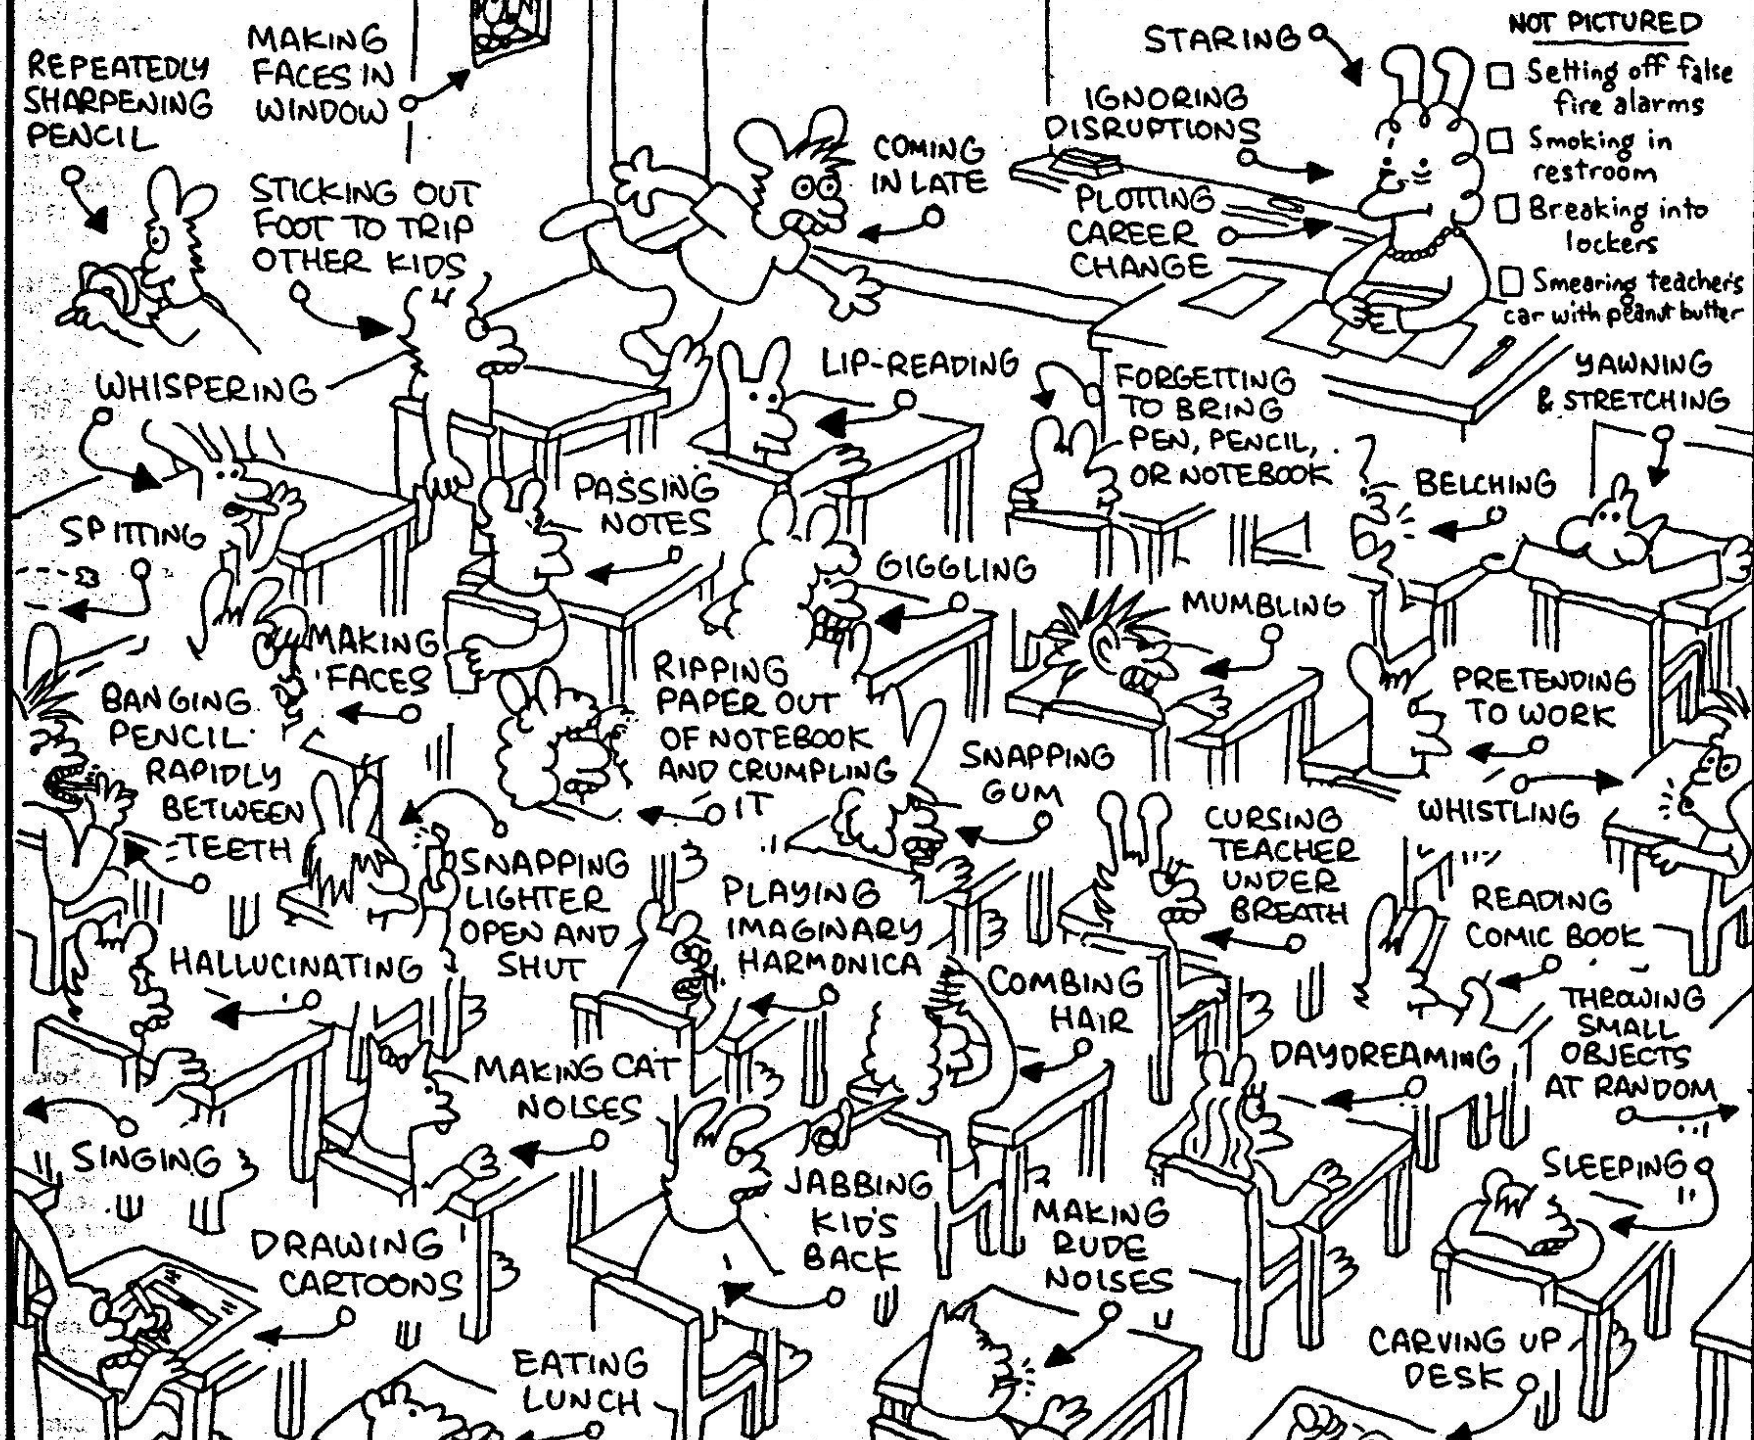 REPEATEDLY
SHARPENING
PENCIL
MAKING
FACES IN
WINDOW
STICKING OUT
FOOT TO TRIP
OTHER KIDS
COMING
IN LATE
STARING
IGNORING
DISRUPTIONS
PLOTTING
CAREER
CHANGE
NOT PICTURED
Setting off false
fire alarms
Smoking in
restroom
Breaking into
lockers
Smearing teacher's
car with peanut butter
WHISPERING
LIP-READING
FORGETTING
TO BRING
PEN, PENCIL,
OR NOTEBOOK
YAWNING
& STRETCHING
SPITTING
PASSING
NOTES
BELCHING
GIGGLING
MUMBLING
MAKING
FACES
BANGING
PENCIL
RAPIDLY
BETWEEN
TEETH
RIPPING
PAPER OUT
OF NOTEBOOK
AND CRUMPLING
IT
SNAPPING
GUM
PRETENDING
TO WORK
WHISTLING
SNAPPING
LIGHTER
OPEN AND
SHUT
PLAYING
IMAGINARY
HARMONICA
CURSING
TEACHER
UNDER
BREATH
READING
COMIC BOOK
HALLUCINATING
COMBING
HAIR
THROWING
SMALL
OBJECTS
AT RANDOM
MAKING CAT
NOISES
DAYDREAMING
SINGING
JABBING
KID'S
BACK
MAKING
RUDE
NOISES
SLEEPING
DRAWING
CARTOONS
EATING
LUNCH
CARVING UP
DESK